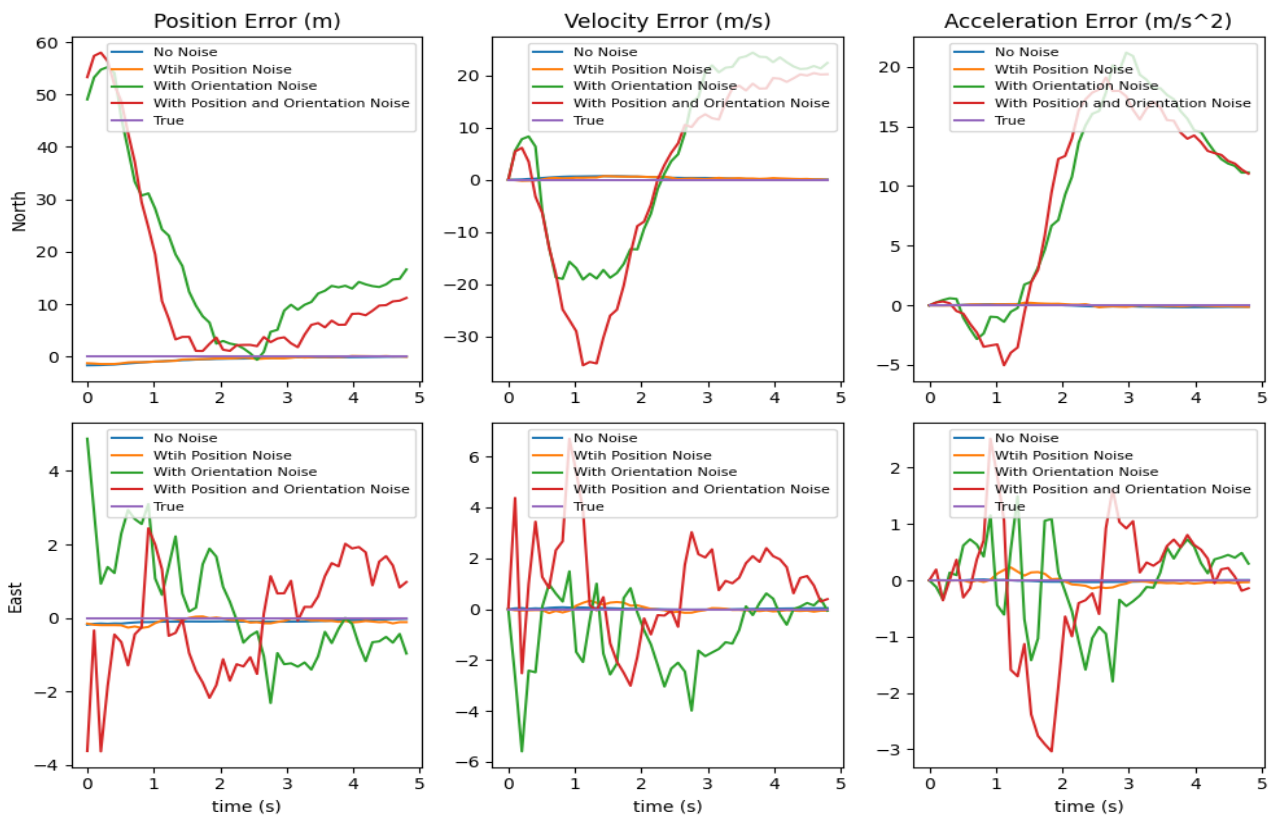 Position Error (m)
Velocity Error (m/s)
Acceleration Error (m/s^2)
North
60
50
40
30
20
10
0
No Noise
Wtih Position Noise
With Orientation Noise
With Position and Orientation Noise
True
0 1 2 3 4 5
20
10
0
−10
−20
−30
No Noise
Wtih Position Noise
With Orientation Noise
With Position and Orientation Noise
True
0 1 2 3 4 5
20
15
10
5
0
−5
No Noise
Wtih Position Noise
With Orientation Noise
With Position and Orientation Noise
True
0 1 2 3 4 5
East
4
2
0
−2
−4
No Noise
Wtih Position Noise
With Orientation Noise
With Position and Orientation Noise
True
0 1 2 3 4 5
time (s)
6
4
2
0
−2
−4
−6
No Noise
Wtih Position Noise
With Orientation Noise
With Position and Orientation Noise
True
0 1 2 3 4 5
time (s)
2
1
0
−1
−2
−3
No Noise
Wtih Position Noise
With Orientation Noise
With Position and Orientation Noise
True
0 1 2 3 4 5
time (s)